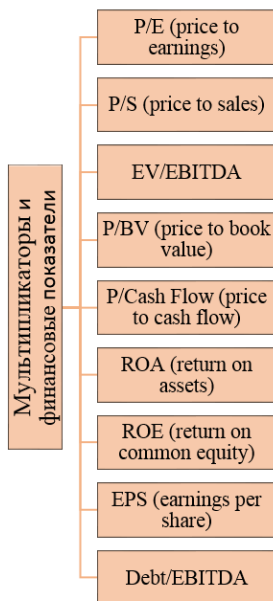 Мультипликаторы и
финансовые показатели
P/E (price to
earnings)
P/S (price to sales)
EV/EBITDA
P/BV (price to book
value)
P/Cash Flow (price
to cash flow)
ROA (return on
assets)
ROE (return on
common equity)
EPS (earnings per
share)
Debt/EBITDA